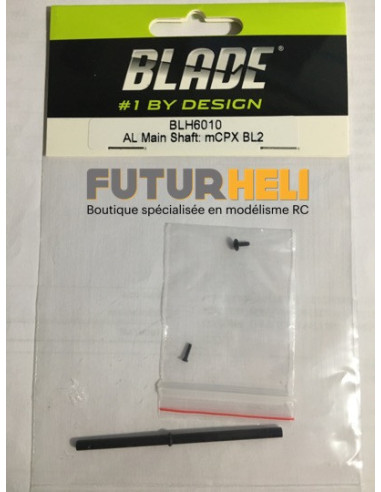 BLADE®
#1 BY DESIGN
BLH6010
AL Main Shaft: mCPX BL2
FUTURHELI
Boutique spécialisée en modélisme RC